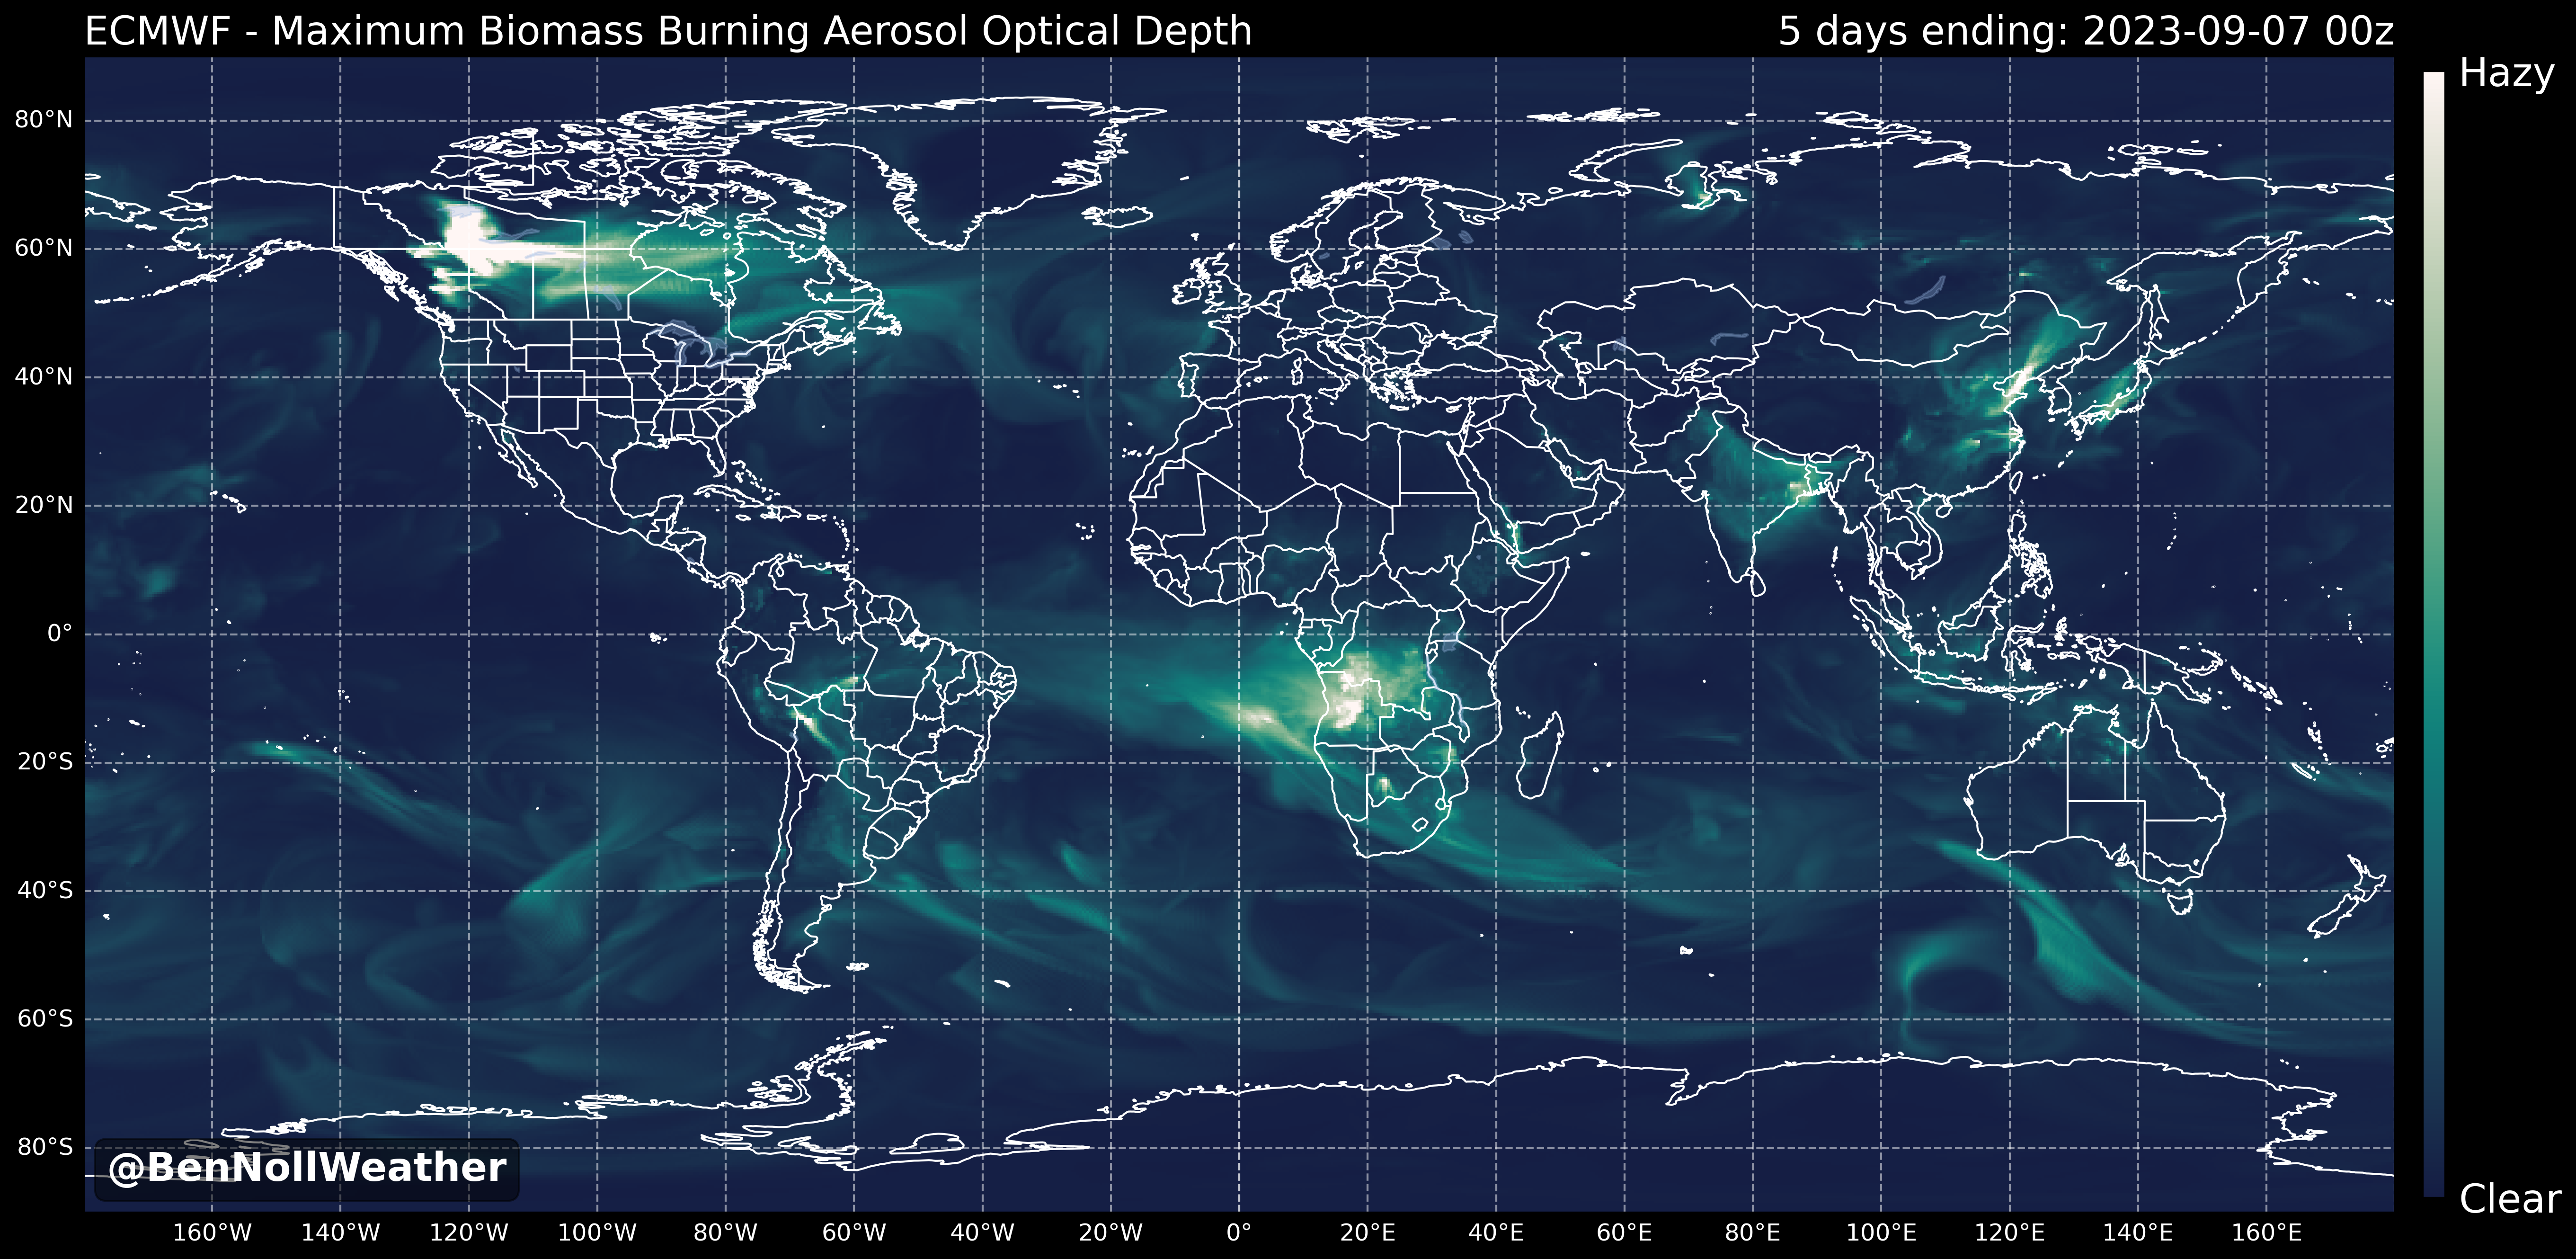 ECMWF - Maximum Biomass Burning Aerosol Optical Depth
5 days ending: 2023-09-07 00z
Hazy
80°N
60°N
40°N
20°N
0°
20°S
40°S
60°S
80°S
@BenNollWeather
Clear
160°W 140°W 120°W 100°W 80°W 60°W 40°W 20°W 0° 20°E 40°E 60°E 80°E 100°E 120°E 140°E 160°E